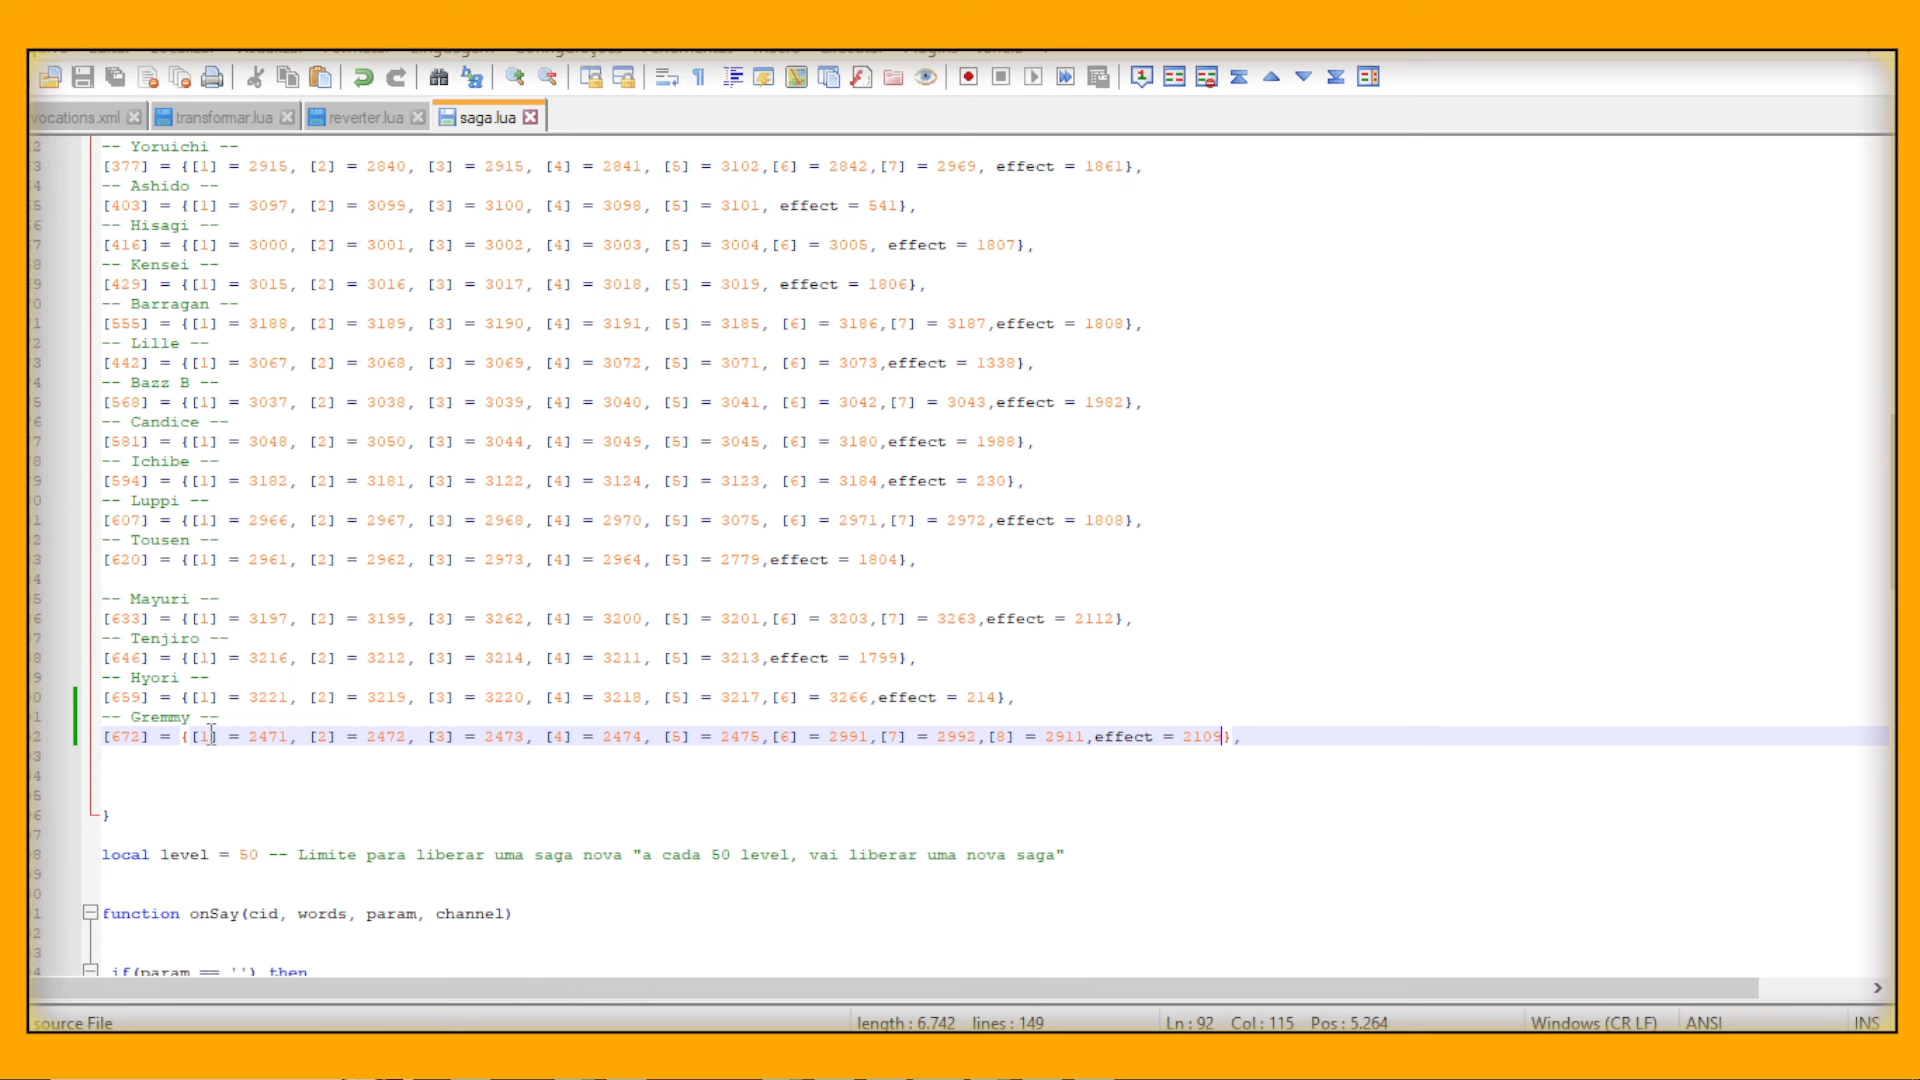 vocations.xml transformar.lua reverter.lua saga.lua
-- Yoruichi --
[377] = {[1] = 2915, [2] = 2840, [3] = 2915, [4] = 2841, [5] = 3102,[6] = 2842,[7] = 2969, effect = 1861},
-- Ashido --
[403] = {[1] = 3097, [2] = 3099, [3] = 3100, [4] = 3098, [5] = 3101, effect = 541},
-- Hisagi --
[416] = {[1] = 3000, [2] = 3001, [3] = 3002, [4] = 3003, [5] = 3004,[6] = 3005, effect = 1807},
-- Kensei --
[429] = {[1] = 3015, [2] = 3016, [3] = 3017, [4] = 3018, [5] = 3019, effect = 1806},
-- Barragan --
[555] = {[1] = 3188, [2] = 3189, [3] = 3190, [4] = 3191, [5] = 3185, [6] = 3186,[7] = 3187,effect = 1808},
-- Lille --
[442] = {[1] = 3067, [2] = 3068, [3] = 3069, [4] = 3072, [5] = 3071, [6] = 3073,effect = 1338},
-- Bazz B --
[568] = {[1] = 3037, [2] = 3038, [3] = 3039, [4] = 3040, [5] = 3041, [6] = 3042,[7] = 3043,effect = 1982},
-- Candice --
[581] = {[1] = 3048, [2] = 3050, [3] = 3044, [4] = 3049, [5] = 3045, [6] = 3180,effect = 1988},
-- Ichibe --
[594] = {[1] = 3182, [2] = 3181, [3] = 3122, [4] = 3124, [5] = 3123, [6] = 3184,effect = 230},
-- Luppi --
[607] = {[1] = 2966, [2] = 2967, [3] = 2968, [4] = 2970, [5] = 3075, [6] = 2971,[7] = 2972,effect = 1808},
-- Tousen --
[620] = {[1] = 2961, [2] = 2962, [3] = 2973, [4] = 2964, [5] = 2779,effect = 1804},
-- Mayuri --
[633] = {[1] = 3197, [2] = 3199, [3] = 3262, [4] = 3200, [5] = 3201,[6] = 3203,[7] = 3263,effect = 2112},
-- Tenjiro --
[646] = {[1] = 3216, [2] = 3212, [3] = 3214, [4] = 3211, [5] = 3213,effect = 1799},
-- Hyori --
[659] = {[1] = 3221, [2] = 3219, [3] = 3220, [4] = 3218, [5] = 3217,[6] = 3266,effect = 214},
-- Gremmy --
[672] = {[1] = 2471, [2] = 2472, [3] = 2473, [4] = 2474, [5] = 2475,[6] = 2991,[7] = 2992,[8] = 2911,effect = 2109},
}
local level = 50 -- Limite para liberar uma saga nova "a cada 50 level, vai liberar uma nova saga"
function onSay(cid, words, param, channel)
if(param == '') then
source File length : 6.742 lines : 149 Ln : 92 Col : 115 Pos : 5.264 Windows (CR LF) ANSI INS